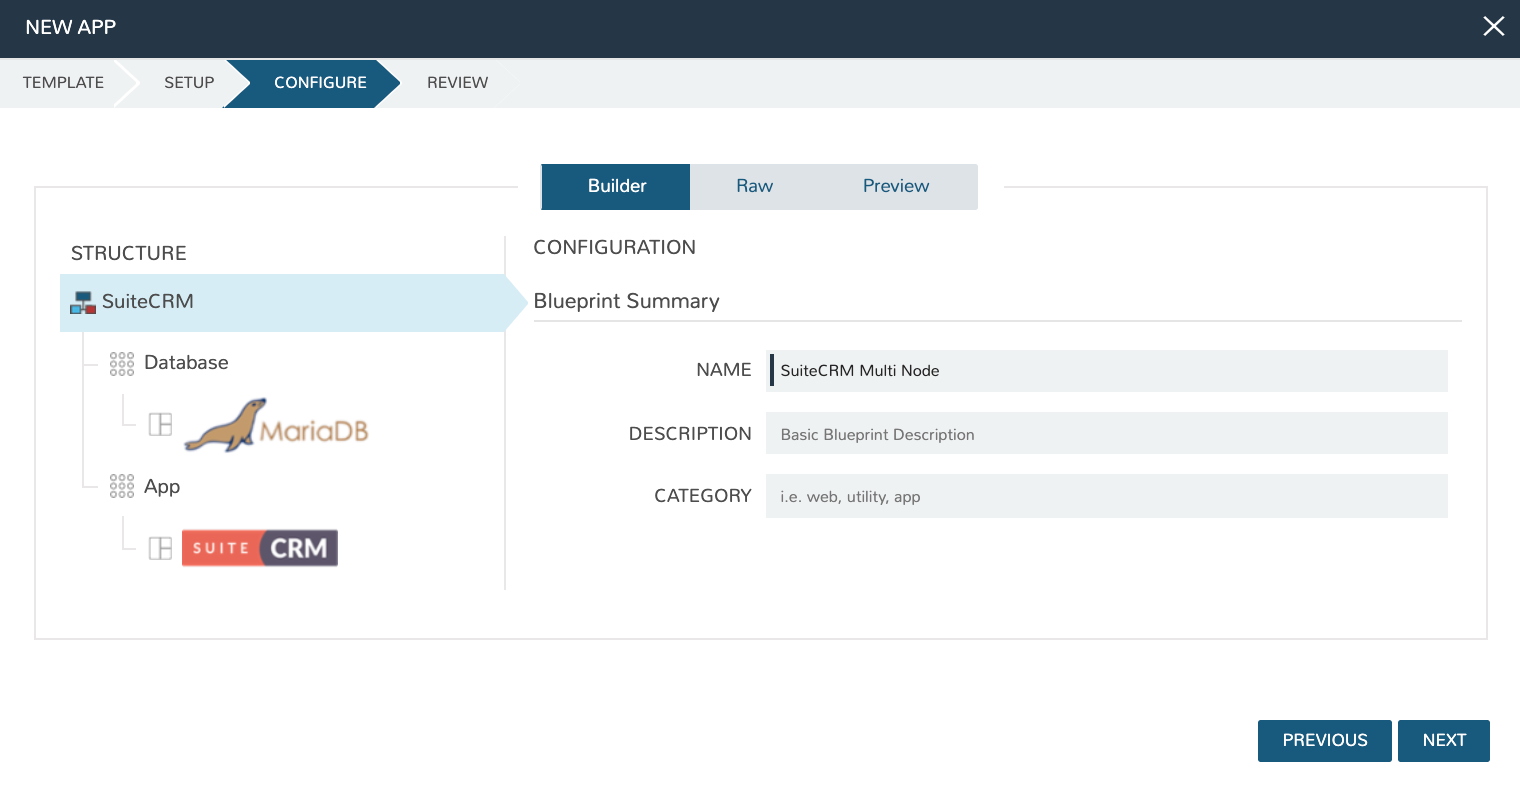 NEW APP
TEMPLATE SETUP CONFIGURE REVIEW
Builder Raw Preview
STRUCTURE
SuiteCRM
Database
MariaDB
App
SUITE CRM
CONFIGURATION
Blueprint Summary
NAME SuiteCRM Multi Node
DESCRIPTION Basic Blueprint Description
CATEGORY i.e. web, utility, app
PREVIOUS NEXT